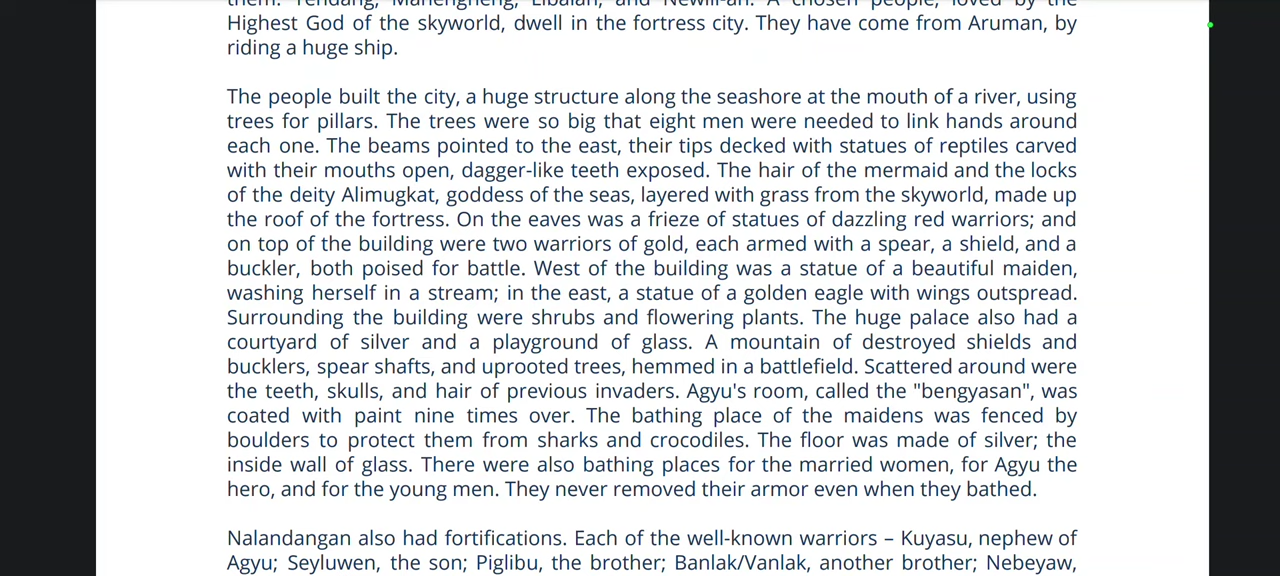 them: Yendang, Mahengheng, Libalan, and Newili-an. A chosen people, loved by the
Highest God of the skyworld, dwell in the fortress city. They have come from Aruman, by
riding a huge ship.
The people built the city, a huge structure along the seashore at the mouth of a river, using
trees for pillars. The trees were so big that eight men were needed to link hands around
each one. The beams pointed to the east, their tips decked with statues of reptiles carved
with their mouths open, dagger-like teeth exposed. The hair of the mermaid and the locks
of the deity Alimugkat, goddess of the seas, layered with grass from the skyworld, made up
the roof of the fortress. On the eaves was a frieze of statues of dazzling red warriors; and
on top of the building were two warriors of gold, each armed with a spear, a shield, and a
buckler, both poised for battle. West of the building was a statue of a beautiful maiden,
washing herself in a stream; in the east, a statue of a golden eagle with wings outspread.
Surrounding the building were shrubs and flowering plants. The huge palace also had a
courtyard of silver and a playground of glass. A mountain of destroyed shields and
bucklers, spear shafts, and uprooted trees, hemmed in a battlefield. Scattered around were
the teeth, skulls, and hair of previous invaders. Agyu's room, called the "bengyasan", was
coated with paint nine times over. The bathing place of the maidens was fenced by
boulders to protect them from sharks and crocodiles. The floor was made of silver; the
inside wall of glass. There were also bathing places for the married women, for Agyu the
hero, and for the young men. They never removed their armor even when they bathed.
Nalandangan also had fortifications. Each of the well-known warriors – Kuyasu, nephew of
Agyu; Seyluwen, the son; Piglibu, the brother; Banlak/Vanlak, another brother; Nebeyaw,